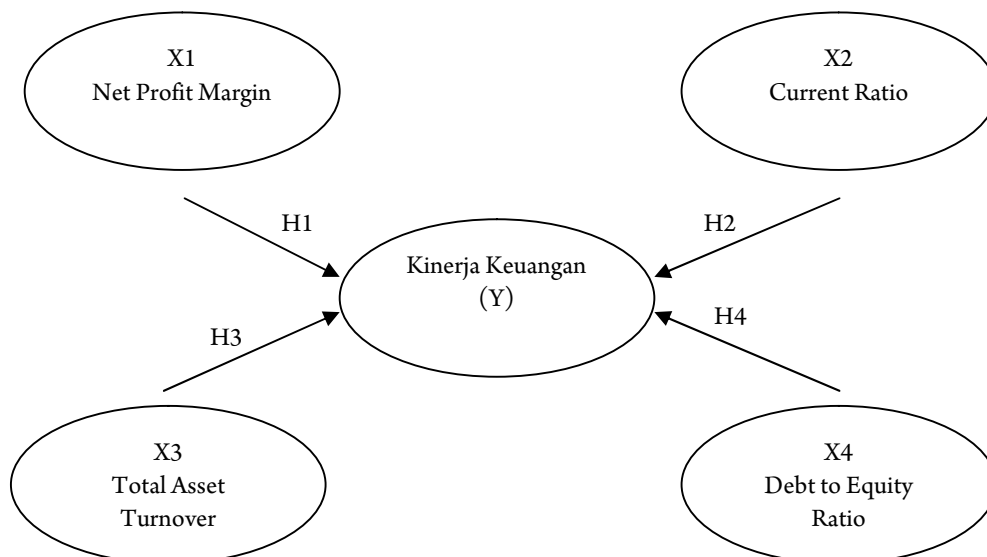 X1
Net Profit Margin
X2
Current Ratio
H1
H2
Kinerja Keuangan
(Y)
H3
H4
X3
Total Asset
Turnover
X4
Debt to Equity
Ratio